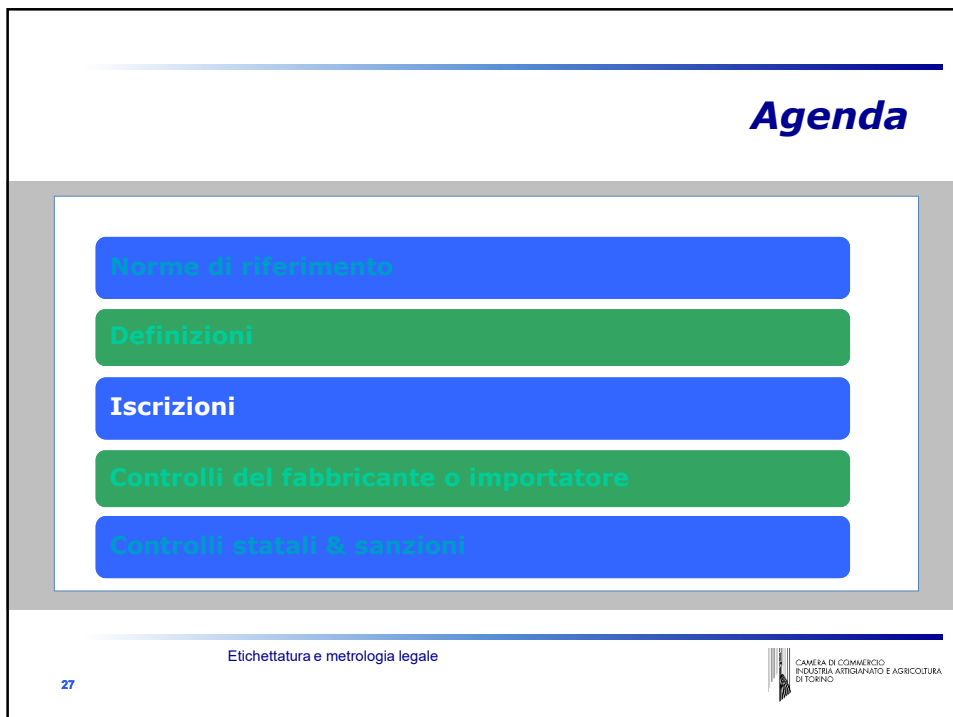 Agenda
Norme di riferimento
Definizioni
Iscrizioni
Controlli del fabbricante o importatore
Controlli statali & sanzioni
Etichettatura e metrologia legale
27
CAMERA DI COMMERCIO
INDUSTRIA ARTIGIANATO E AGRICOLTURA
DI TORINO